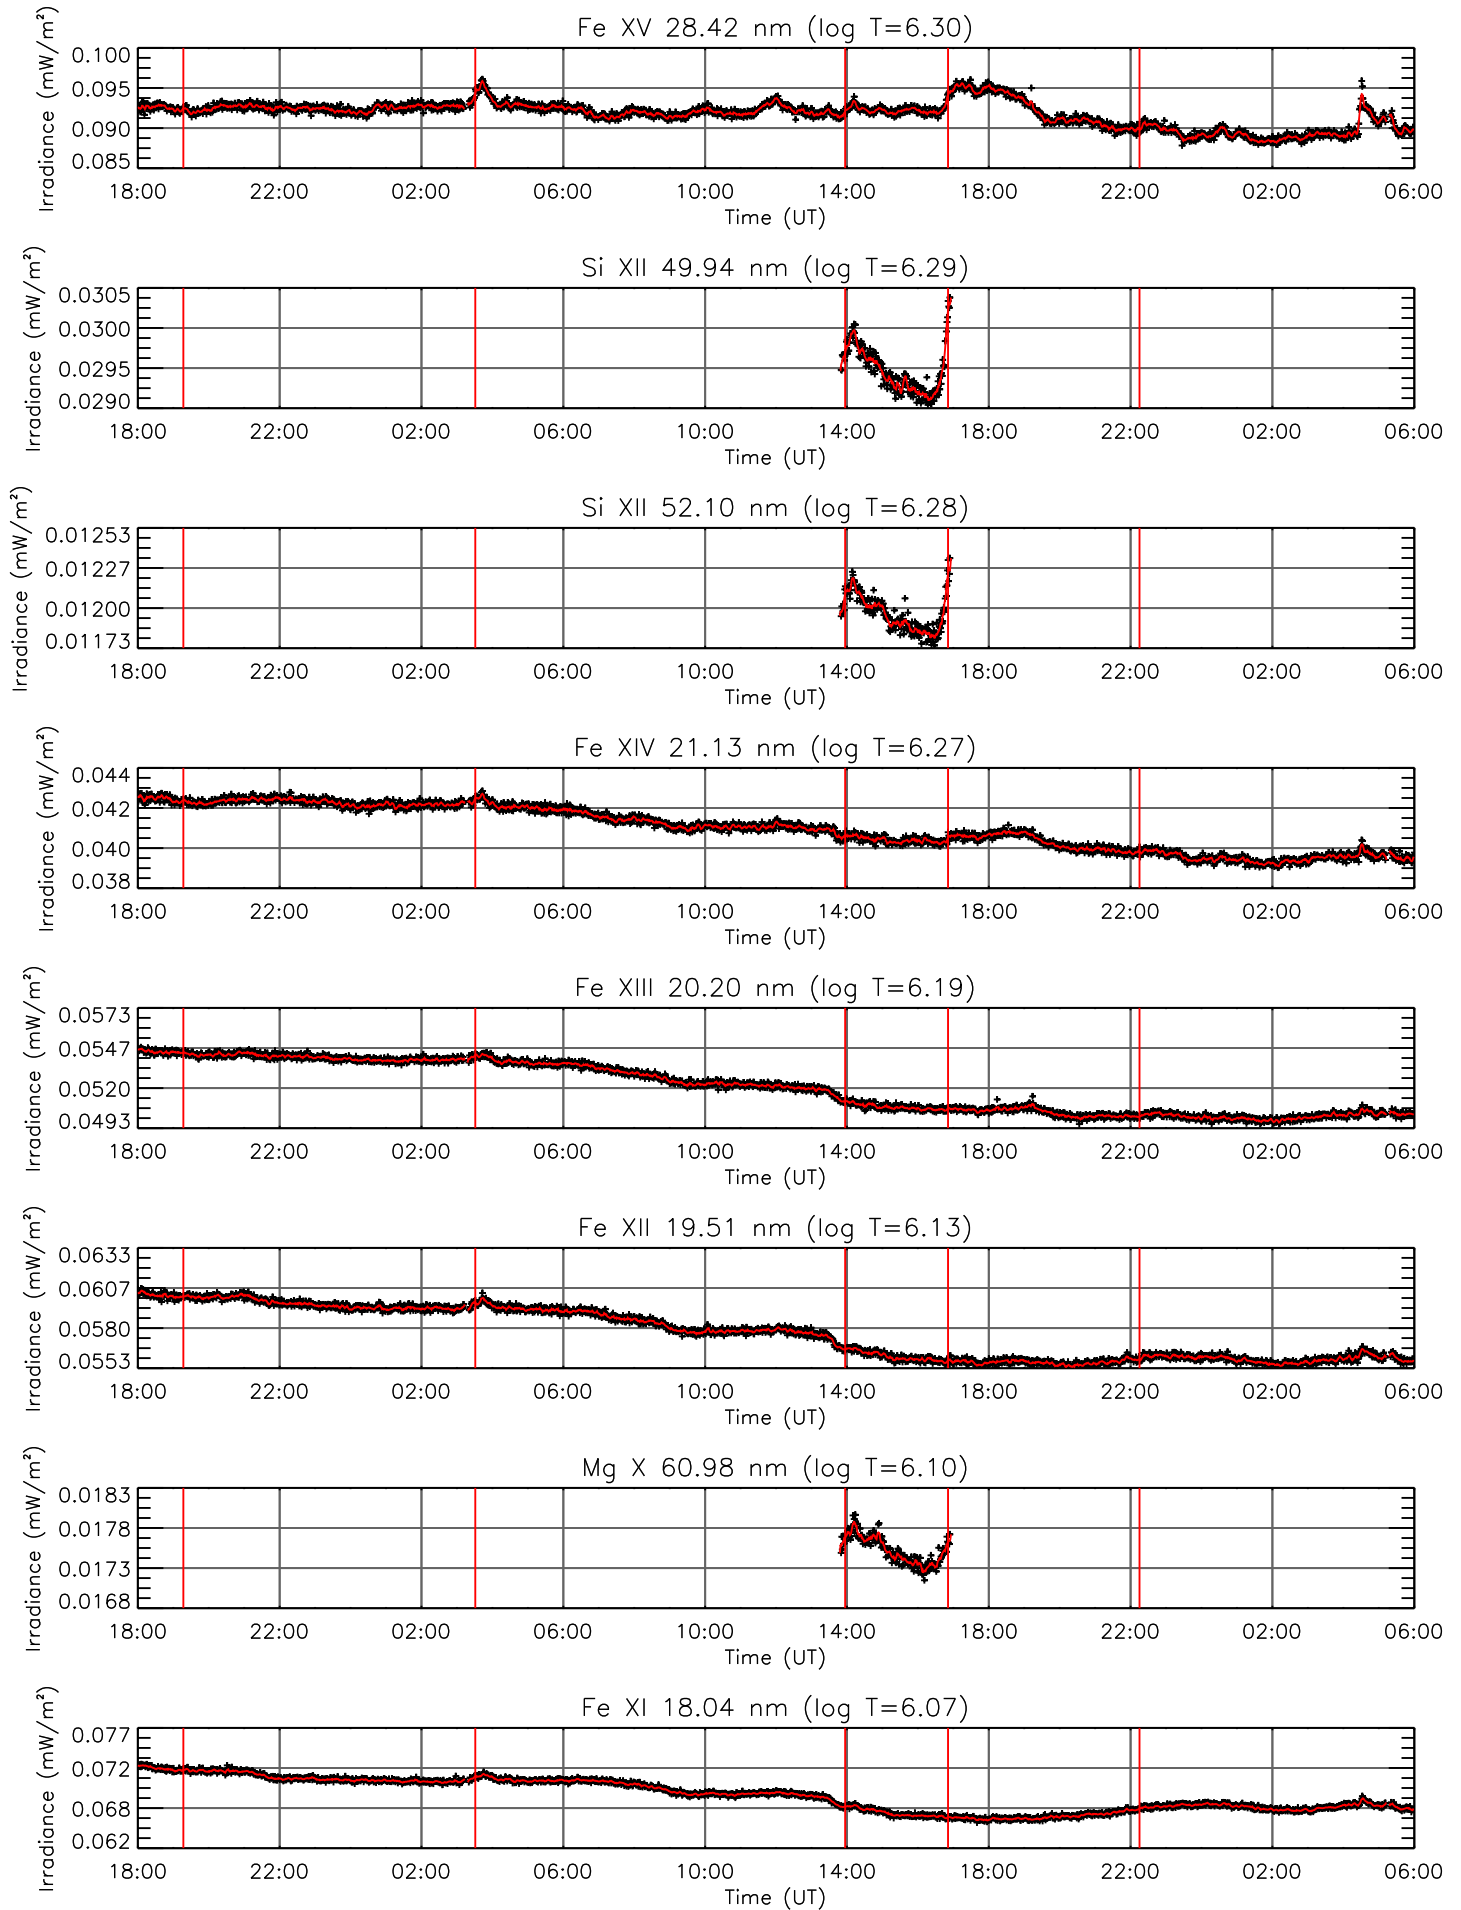 Fe XV 28.42 nm (log T=6.30)
Irradiance (mW/m²)
0.100
0.095
0.090
0.085
18:00 22:00 02:00 06:00 10:00 14:00 18:00 22:00 02:00 06:00
Time (UT)
Si XII 49.94 nm (log T=6.29)
Irradiance (mW/m²)
0.0305
0.0300
0.0295
0.0290
18:00 22:00 02:00 06:00 10:00 14:00 18:00 22:00 02:00 06:00
Time (UT)
Si XII 52.10 nm (log T=6.28)
Irradiance (mW/m²)
0.01253
0.01227
0.01200
0.01173
18:00 22:00 02:00 06:00 10:00 14:00 18:00 22:00 02:00 06:00
Time (UT)
Fe XIV 21.13 nm (log T=6.27)
Irradiance (mW/m²)
0.044
0.042
0.040
0.038
18:00 22:00 02:00 06:00 10:00 14:00 18:00 22:00 02:00 06:00
Time (UT)
Fe XIII 20.20 nm (log T=6.19)
Irradiance (mW/m²)
0.0573
0.0547
0.0520
0.0493
18:00 22:00 02:00 06:00 10:00 14:00 18:00 22:00 02:00 06:00
Time (UT)
Fe XII 19.51 nm (log T=6.13)
Irradiance (mW/m²)
0.0633
0.0607
0.0580
0.0553
18:00 22:00 02:00 06:00 10:00 14:00 18:00 22:00 02:00 06:00
Time (UT)
Mg X 60.98 nm (log T=6.10)
Irradiance (mW/m²)
0.0183
0.0178
0.0173
0.0168
18:00 22:00 02:00 06:00 10:00 14:00 18:00 22:00 02:00 06:00
Time (UT)
Fe XI 18.04 nm (log T=6.07)
Irradiance (mW/m²)
0.077
0.072
0.068
0.062
18:00 22:00 02:00 06:00 10:00 14:00 18:00 22:00 02:00 06:00
Time (UT)